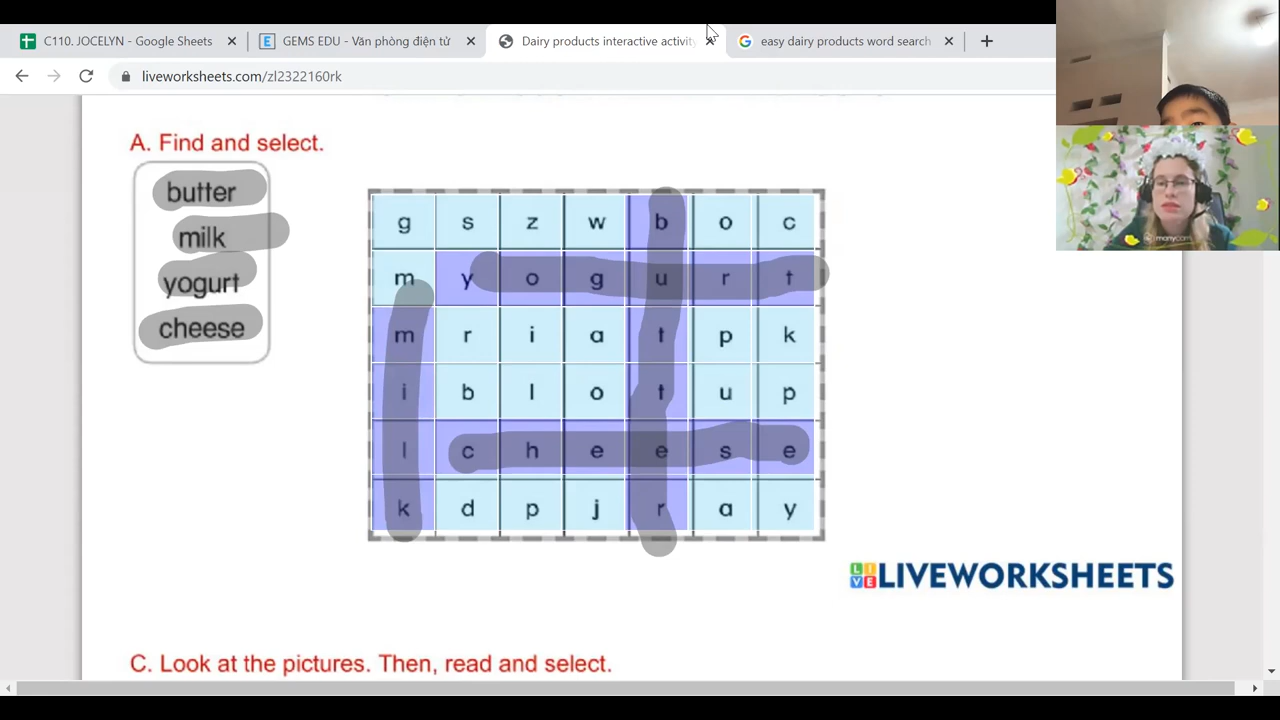 C110. JOCELYN - Google Sheets
GEMS EDU - Văn phòng điện tử
Dairy products interactive activity
easy dairy products word search
liveworksheets.com/zl2322160rk
A. Find and select.
butter
milk
yogurt
cheese
g s z w b o c
m y o g u r t
m r i a t p k
i b l o t u p
l c h e e s e
k d p j r a y
LIVE LIVEWORKSHEETS
C. Look at the pictures. Then, read and select.
manycam